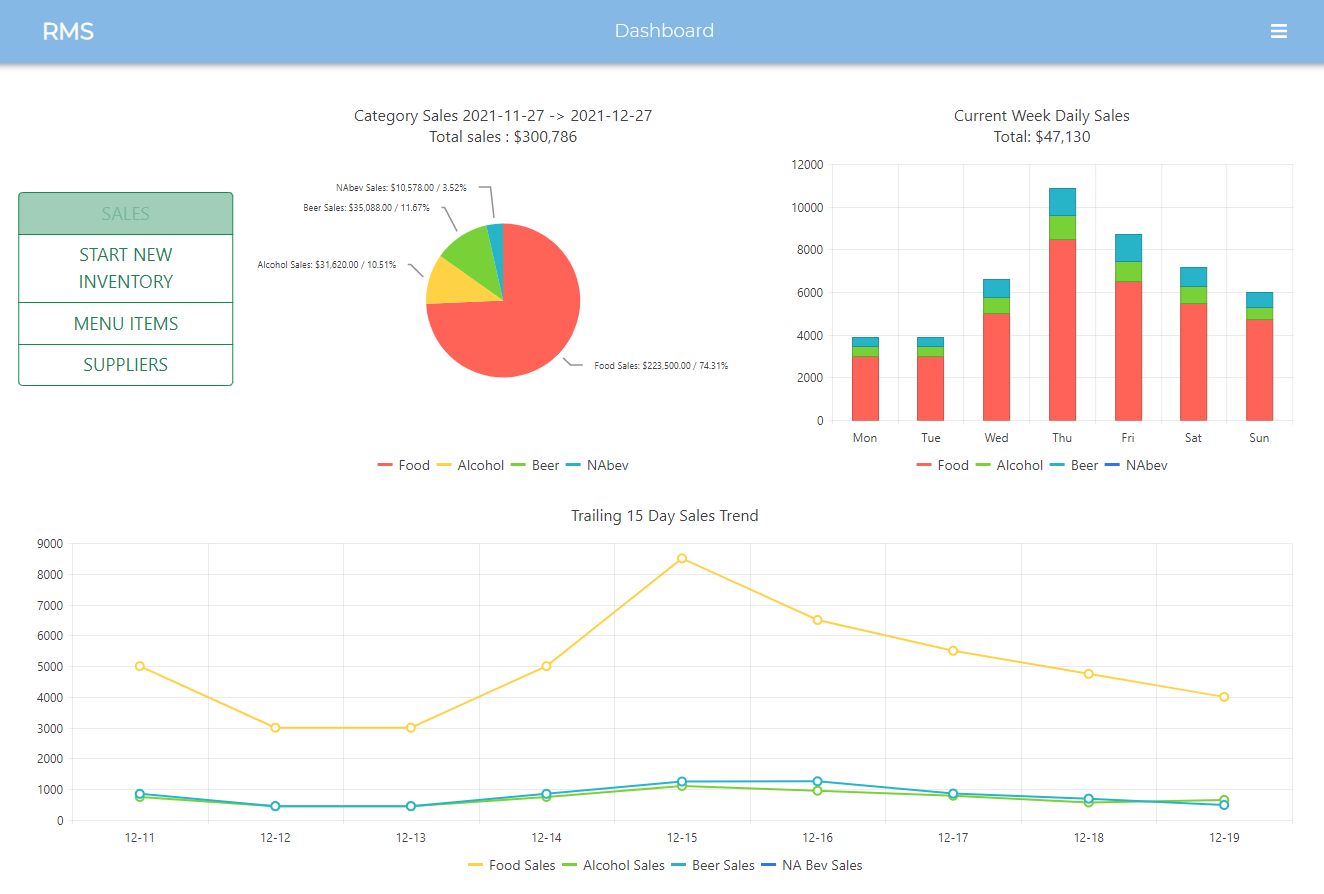 RMS
Dashboard
SALES
START NEW
INVENTORY
MENU ITEMS
SUPPLIERS
Category Sales 2021-11-27 -> 2021-12-27
Total sales : $300,786
NAbev Sales: $10,578.00 / 3.52%
Beer Sales: $35,088.00 / 11.67%
Alcohol Sales: $31,620.00 / 10.51%
Food Sales: $223,500.00 / 74.31%
Food Alcohol Beer NAbev
Current Week Daily Sales
Total: $47,130
12000
10000
8000
6000
4000
2000
0
Mon Tue Wed Thu Fri Sat Sun
Food Alcohol Beer NAbev
Trailing 15 Day Sales Trend
9000
8000
7000
6000
5000
4000
3000
2000
1000
0
12-11 12-12 12-13 12-14 12-15 12-16 12-17 12-18 12-19
Food Sales Alcohol Sales Beer Sales NA Bev Sales